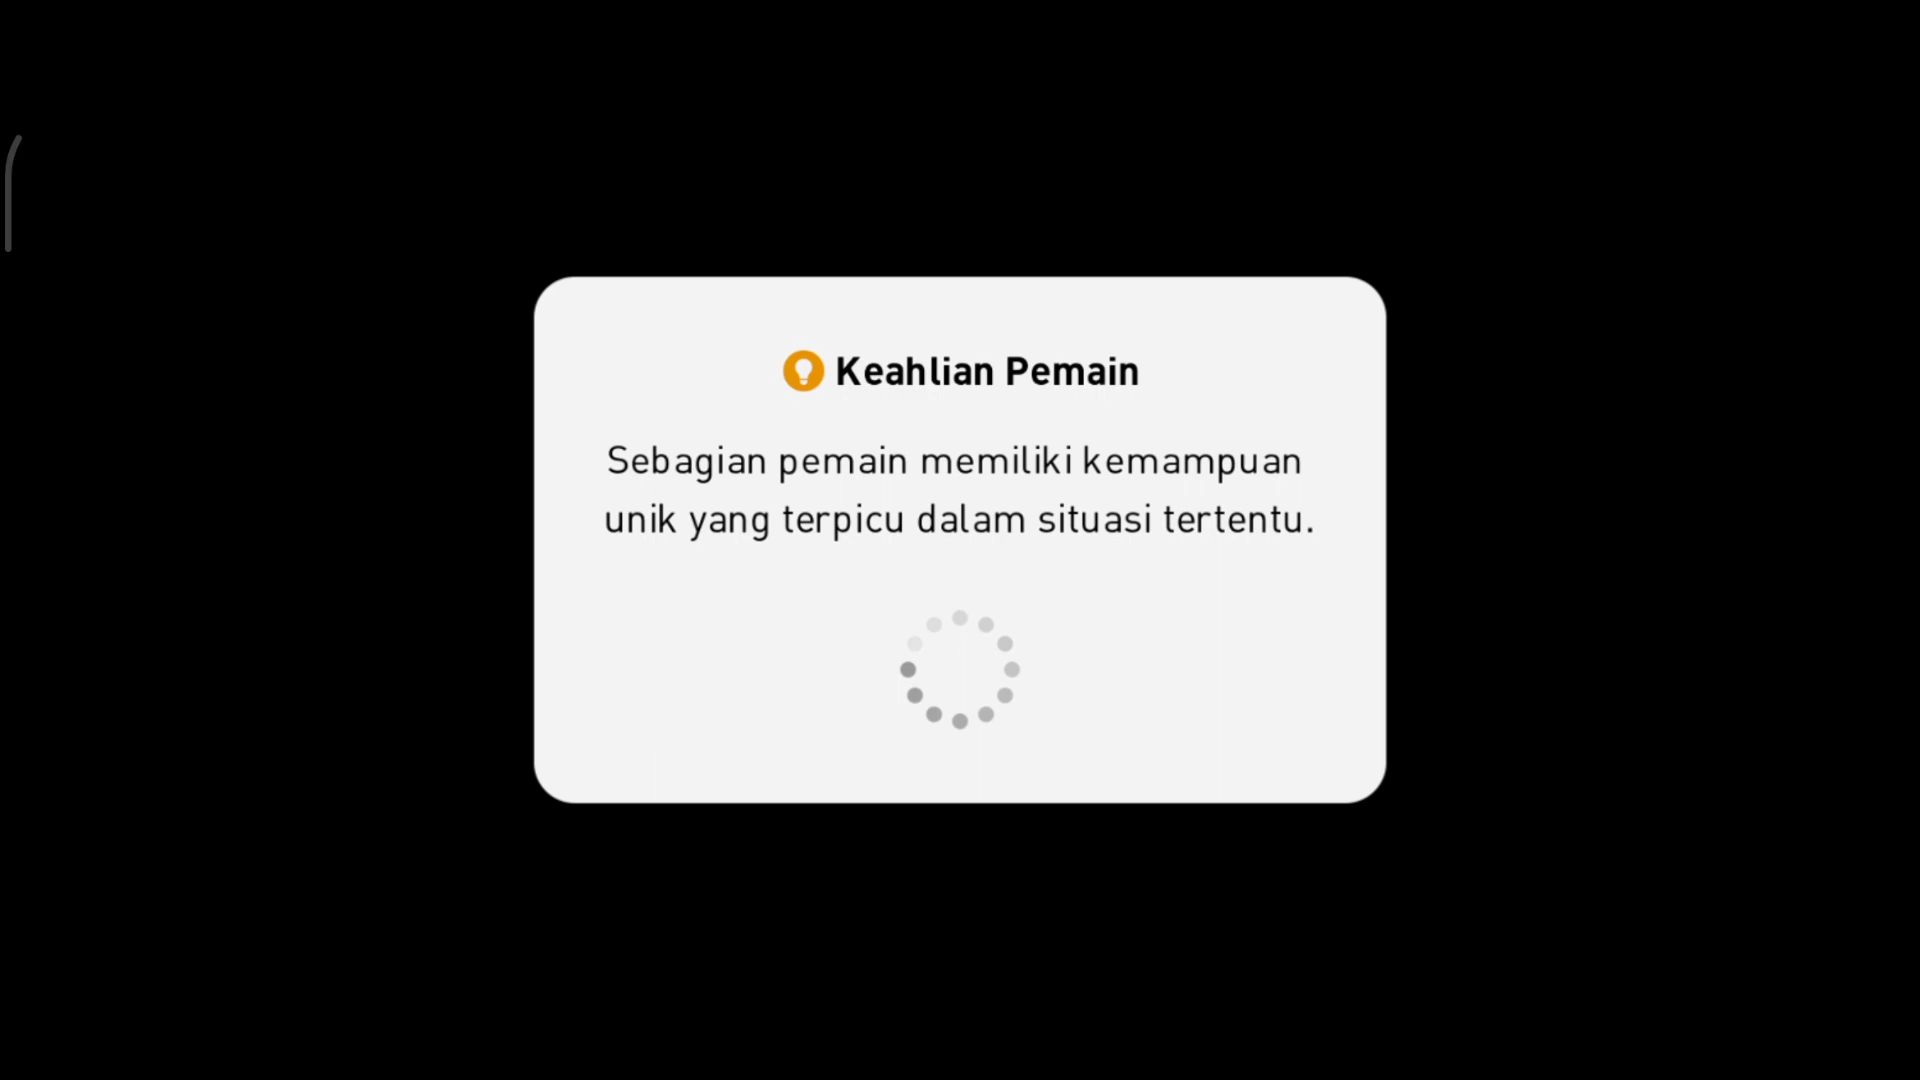 Keahlian Pemain
Sebagian pemain memiliki kemampuan
unik yang terpicu dalam situasi tertentu.